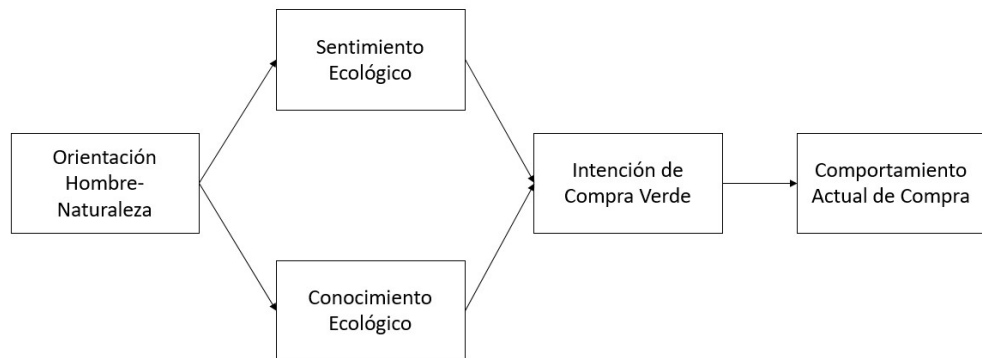 Sentimiento
Ecológico
Orientación
Hombre-
Naturaleza
Intención de
Compra Verde
Comportamiento
Actual de Compra
Conocimiento
Ecológico